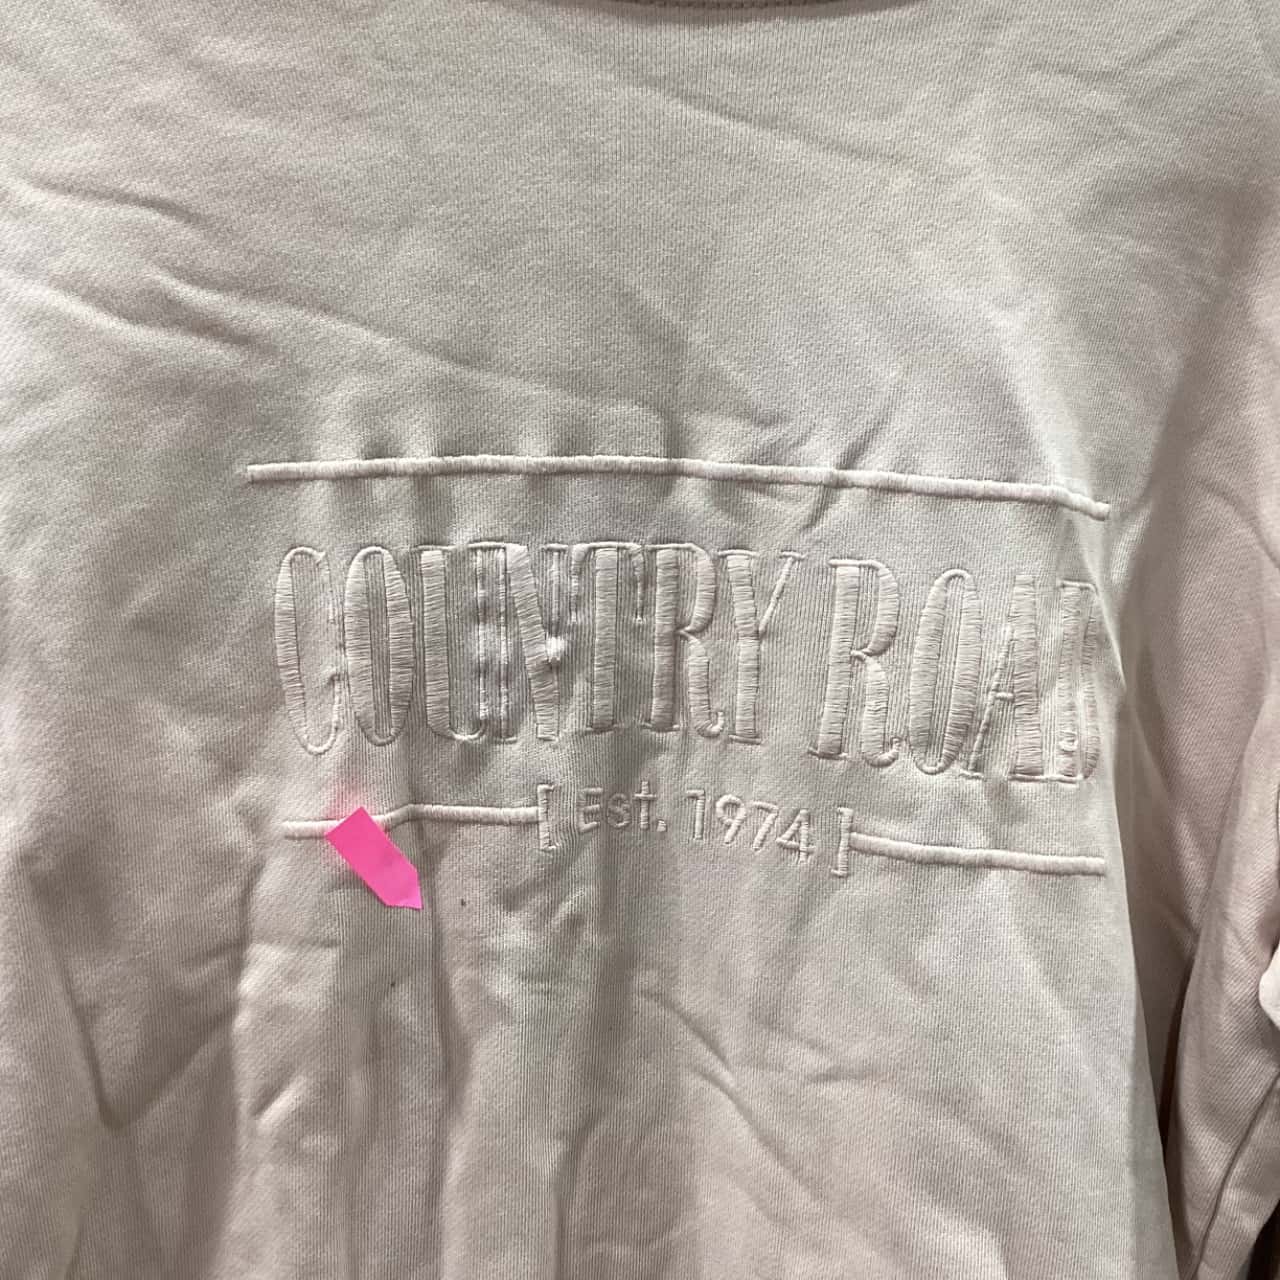 COUNTRY ROAD
[ Est. 1974 ]